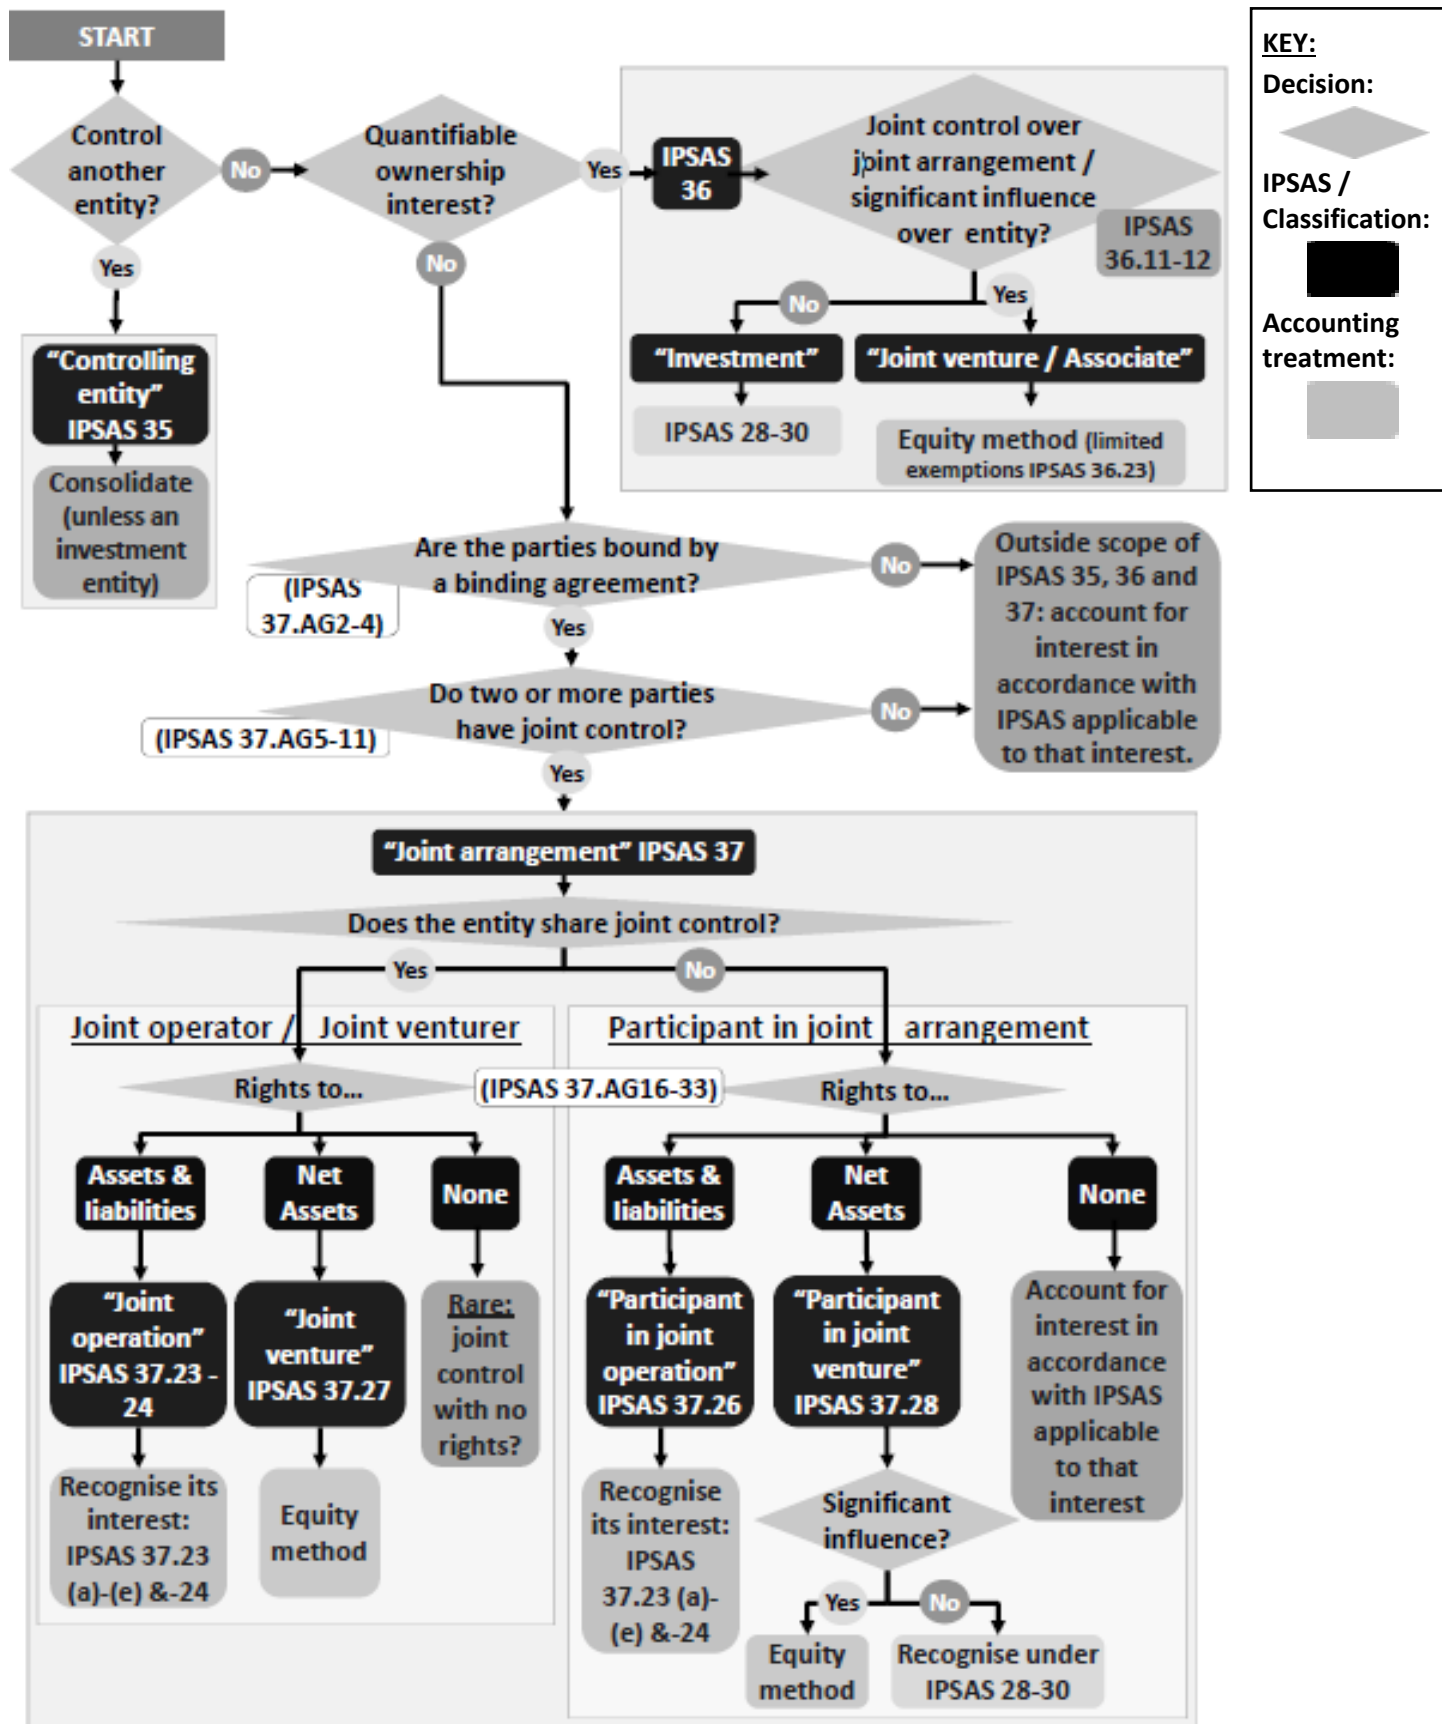 START
Control
another
entity?
No
Quantifiable
ownership
interest?
Yes
IPSAS
36
Joint control over
joint arrangement /
significant influence
over entity?
IPSAS
36.11-12
KEY:
Decision:
IPSAS /
Classification:
Accounting
treatment:
Yes
No
No
Yes
"Controlling
entity"
IPSAS 35
Consolidate
(unless an
investment
entity)
"Investment"
"Joint venture / Associate"
IPSAS 28-30
Equity method (limited
exemptions IPSAS 36.23)
Are the parties bound by
a binding agreement?
(IPSAS
37.AG2-4)
No
Outside scope of
IPSAS 35, 36 and
37: account for
interest in
accordance with
IPSAS applicable
to that interest.
Yes
Do two or more parties
have joint control?
(IPSAS 37.AG5-11)
No
Yes
"Joint arrangement" IPSAS 37
Does the entity share joint control?
Yes
No
Joint operator / Joint venturer
Participant in joint arrangement
Rights to...
(IPSAS 37.AG16-33)
Rights to...
Assets &
liabilities
Net
Assets
None
Assets &
liabilities
Net
Assets
None
"Joint
operation"
IPSAS 37.23 -
24
"Joint
venture"
IPSAS 37.27
Rare:
joint
control
with no
rights?
"Participant
in joint
operation"
IPSAS 37.26
"Participant
in joint
venture"
IPSAS 37.28
Account for
interest in
accordance
with IPSAS
applicable
to that
interest
Recognise its
interest:
IPSAS 37.23
(a)-(e) &-24
Equity
method
Recognise
its interest:
IPSAS
37.23 (a)-
(e) &-24
Significant
influence?
Yes
No
Equity
method
Recognise under
IPSAS 28-30